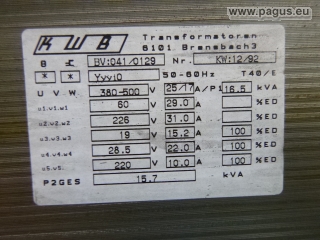 © www.pagus.eu
KWB Transformatoren
6101 Brensbach3
BV:041/0129 Nr. KW:12/92
* * Yyvi0 50-60Hz T40/E
U V W 380-500 V 25/17 A/P1 16.5 kVA
u1.v1.w1 60 V 29.0 A %ED
u2.v2.w2 226 V 31.0 A %ED
u3.v3.w3 19 V 15.2 A 100 %ED
u4.v4.w4 28.5 V 22.0 A 100 %ED
u5.v5. 220 V 10.0 A 100 %ED
P2GES 15.7 kVA